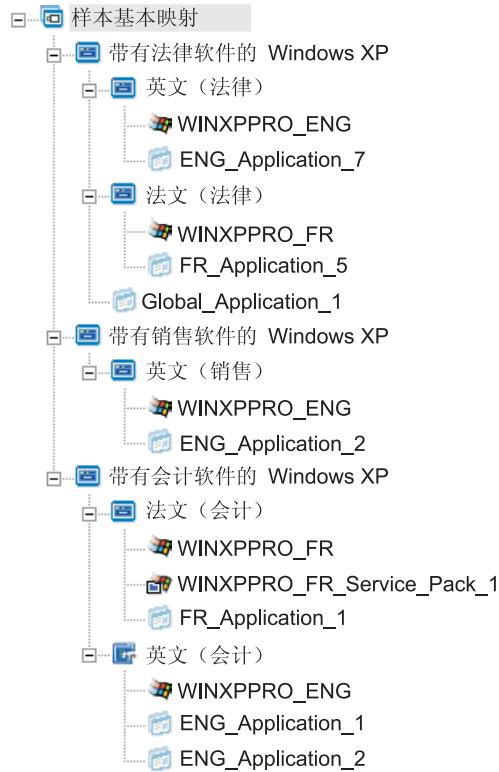 样本基本映射
带有法律软件的 Windows XP
英文（法律）
WINXPPRO_ENG
ENG_Application_7
法文（法律）
WINXPPRO_FR
FR_Application_5
Global_Application_1
带有销售软件的 Windows XP
英文（销售）
WINXPPRO_ENG
ENG_Application_2
带有会计软件的 Windows XP
法文（会计）
WINXPPRO_FR
WINXPPRO_FR_Service_Pack_1
FR_Application_1
英文（会计）
WINXPPRO_ENG
ENG_Application_1
ENG_Application_2